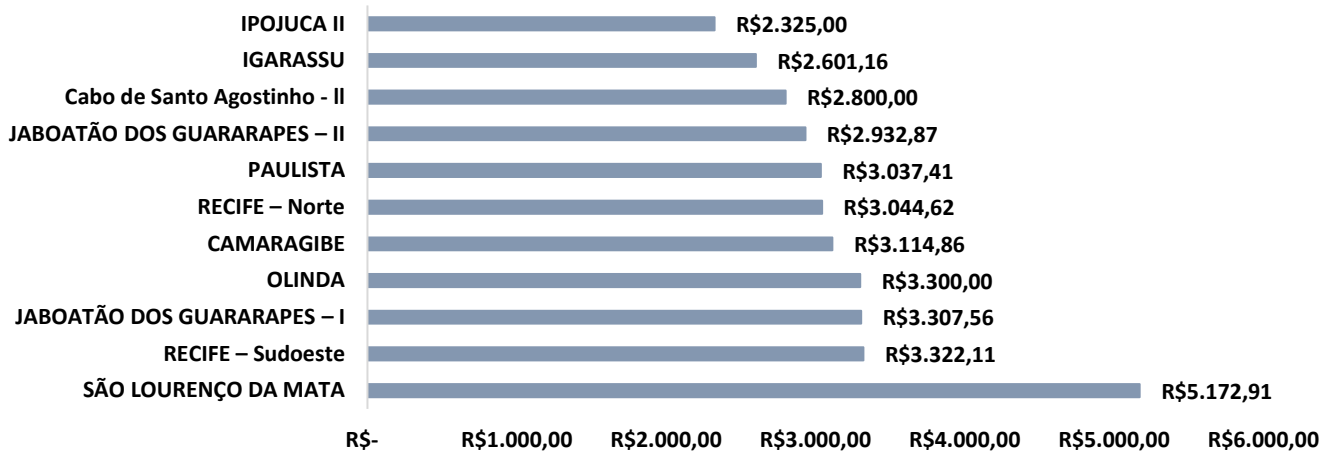 IPOJUCA II R$2.325,00
IGARASSU R$2.601,16
Cabo de Santo Agostinho - ll R$2.800,00
JABOATÃO DOS GUARARAPES – II R$2.932,87
PAULISTA R$3.037,41
RECIFE – Norte R$3.044,62
CAMARAGIBE R$3.114,86
OLINDA R$3.300,00
JABOATÃO DOS GUARARAPES – I R$3.307,56
RECIFE – Sudoeste R$3.322,11
SÃO LOURENÇO DA MATA R$5.172,91
R$- R$1.000,00 R$2.000,00 R$3.000,00 R$4.000,00 R$5.000,00 R$6.000,00